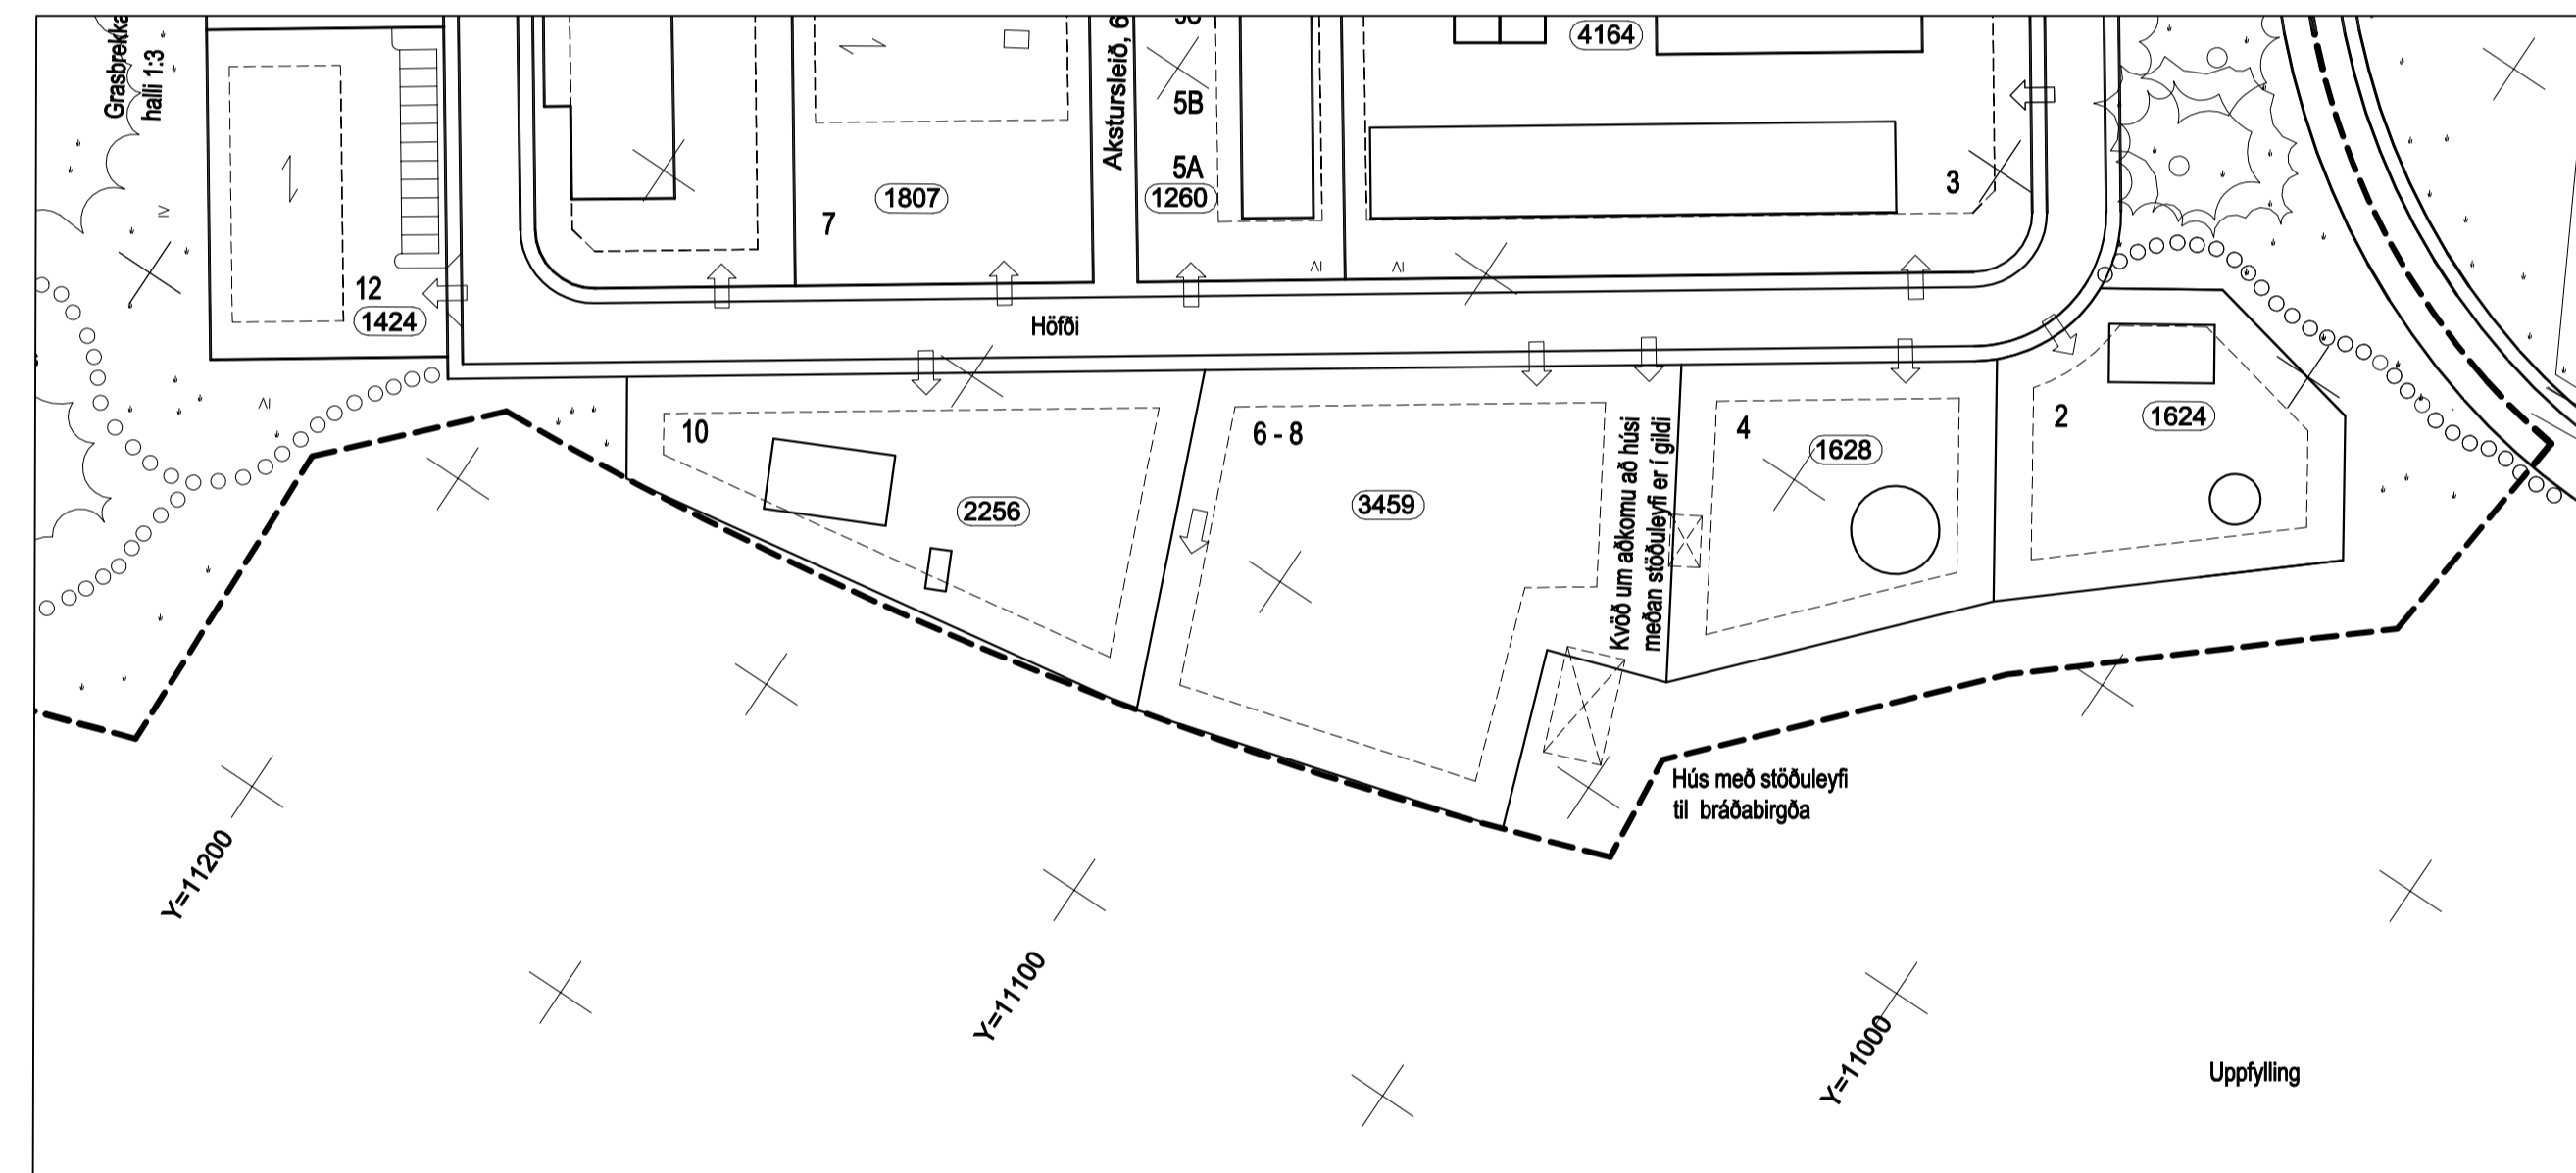 Grasbrekka
halli 1:3
Akstursleið, 6
4164
5B
5A
1260
3
1807
7
12
1424
Höfði
10
2256
6 - 8
3459
Kvöð um aðkomu að húsi
meðan stöðuleyfi er í gildi
4
1628
2
1624
Hús með stöðuleyfi
til bráðabirgða
Y=11200
Y=11100
Y=11000
Uppfylling